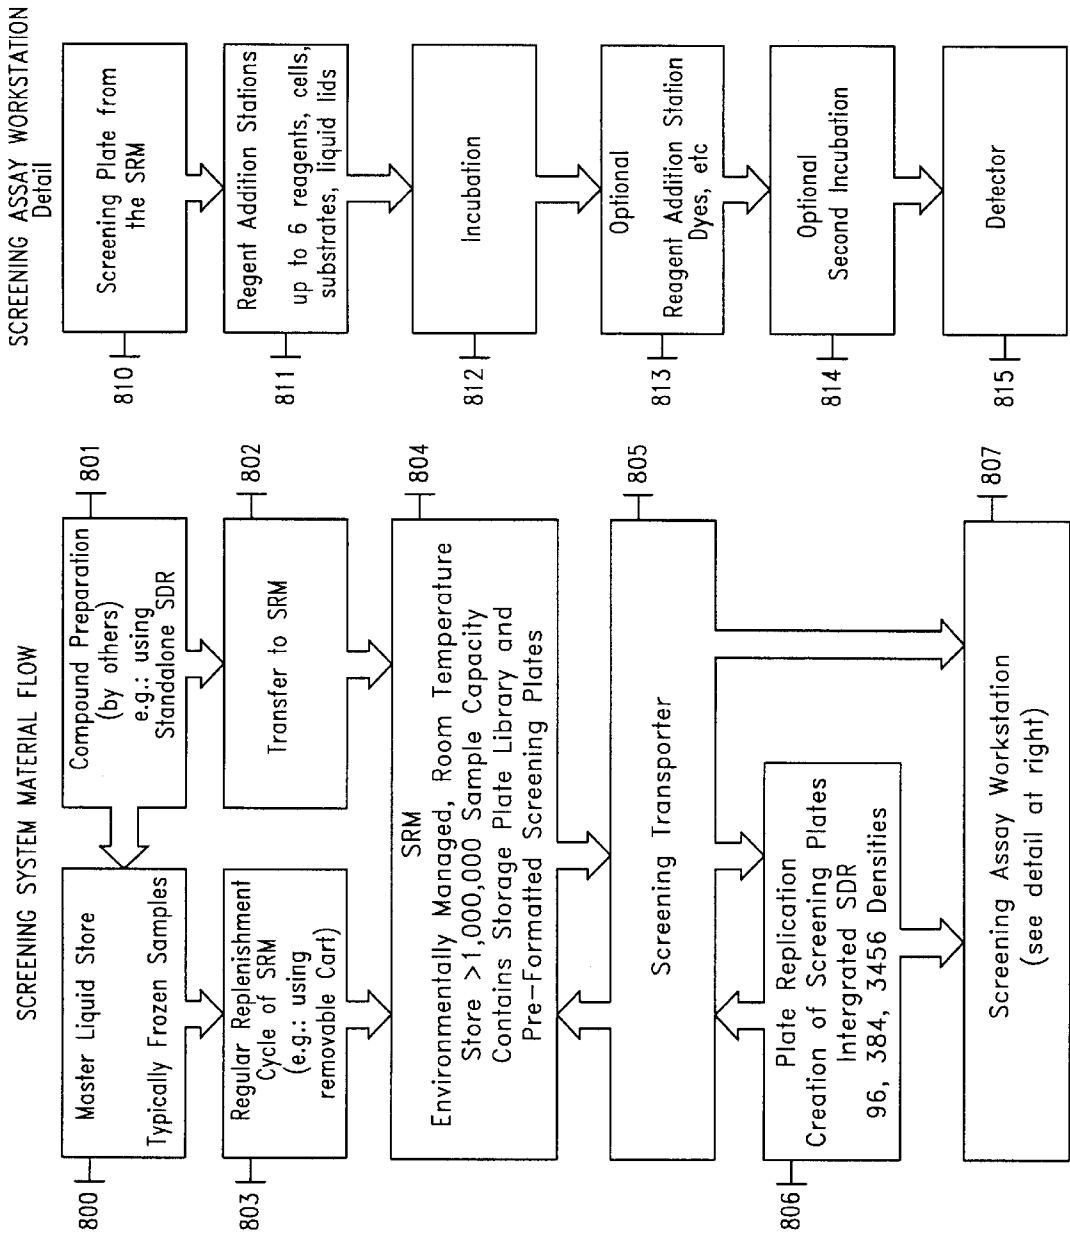 SCREENING SYSTEM MATERIAL FLOW
800
Master Liquid Store
Typically Frozen Samples
Compound Preparation
(by others)
e.g.: using
Standalone SDR
801
803
Regular Replenishment
Cycle of SRM
(e.g.: using
removable Cart)
Transfer to SRM
802
SRM
Environmentally Managed, Room Temperature
Store >1,000,000 Sample Capacity
Contains Storage Plate Library and
Pre-Formatted Screening Plates
804
Screening Transporter
805
806
Plate Replication
Creation of Screening Plates
Intergrated SDR
96, 384, 3456 Densities
Screening Assay Workstation
(see detail at right)
807
SCREENING ASSAY WORKSTATION
Detail
810
Screening Plate from
the SRM
811
Regent Addition Stations
up to 6 reagents, cells,
substrates, liquid lids
812
Incubation
813
Optional
Reagent Addition Station
Dyes, etc
814
Optional
Second Incubation
815
Detector